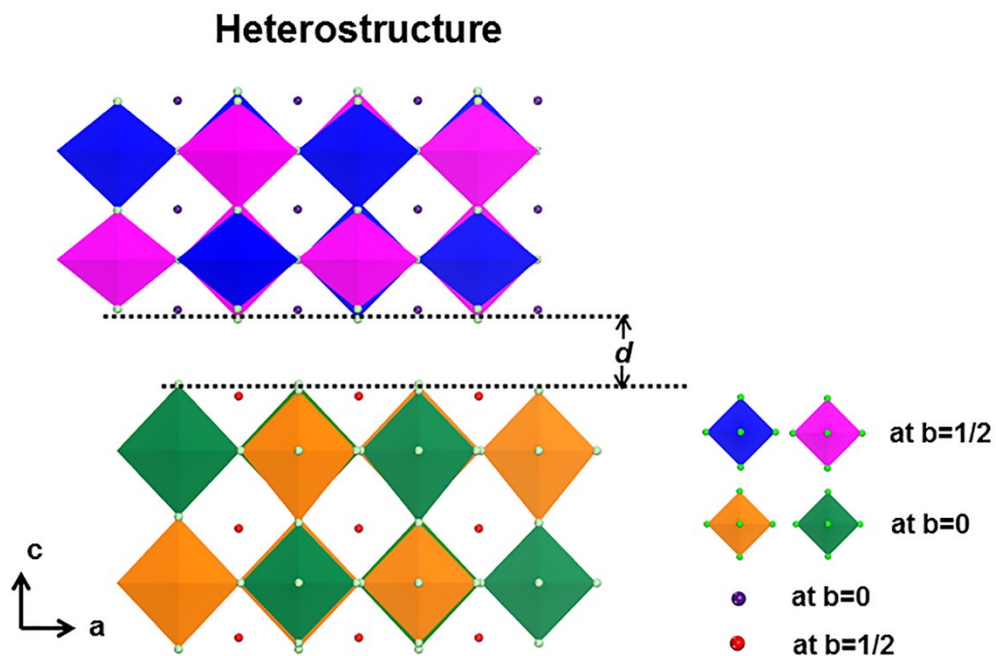 Heterostructure
d
at b=1/2
at b=0
c
a
at b=0
at b=1/2